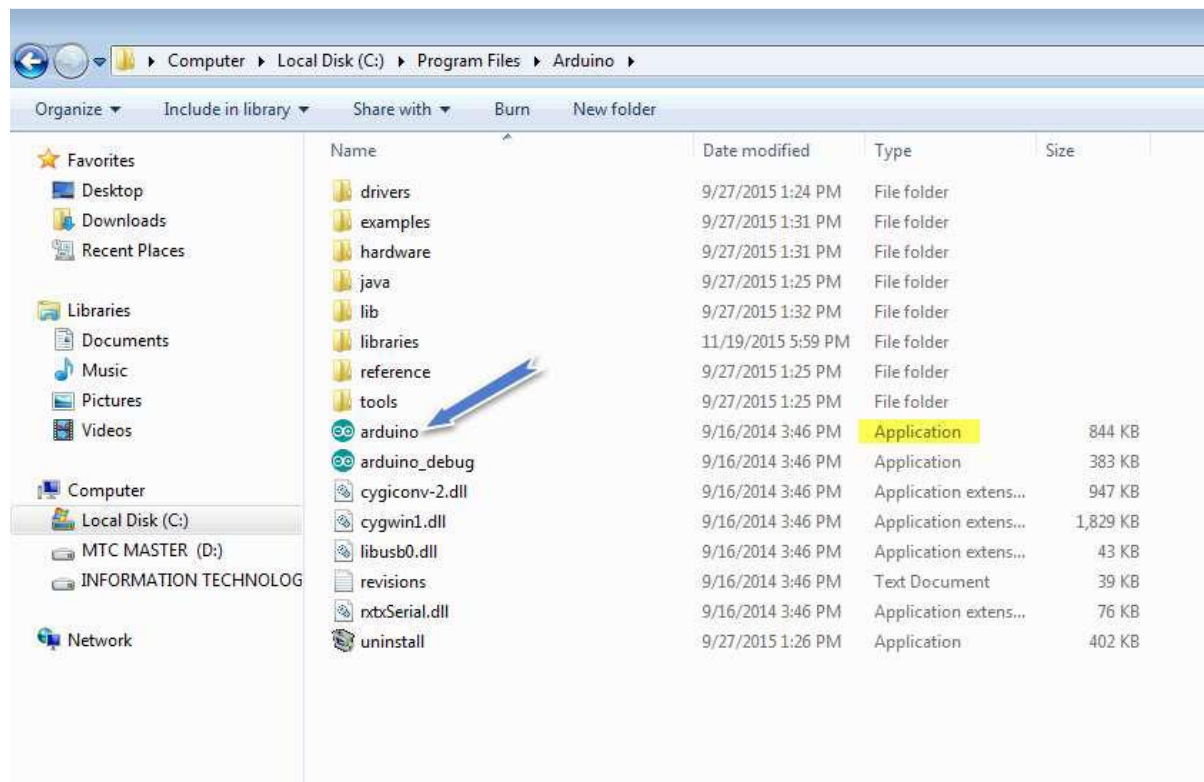 Computer ▸ Local Disk (C:) ▸ Program Files ▸ Arduino ▸
Organize ▾ Include in library ▾ Share with ▾ Burn New folder
Favorites
Desktop
Downloads
Recent Places
Libraries
Documents
Music
Pictures
Videos
Computer
Local Disk (C:)
MTC MASTER (D:)
INFORMATION TECHNOLOG
Network
Name Date modified Type Size
drivers 9/27/2015 1:24 PM File folder
examples 9/27/2015 1:31 PM File folder
hardware 9/27/2015 1:31 PM File folder
java 9/27/2015 1:25 PM File folder
lib 9/27/2015 1:32 PM File folder
libraries 11/19/2015 5:59 PM File folder
reference 9/27/2015 1:25 PM File folder
tools 9/27/2015 1:25 PM File folder
arduino 9/16/2014 3:46 PM Application 844 KB
arduino_debug 9/16/2014 3:46 PM Application 383 KB
cygiconv-2.dll 9/16/2014 3:46 PM Application extens... 947 KB
cygwin1.dll 9/16/2014 3:46 PM Application extens... 1,829 KB
libusb0.dll 9/16/2014 3:46 PM Application extens... 43 KB
revisions 9/16/2014 3:46 PM Text Document 39 KB
rxtxSerial.dll 9/16/2014 3:46 PM Application extens... 76 KB
uninstall 9/27/2015 1:26 PM Application 402 KB